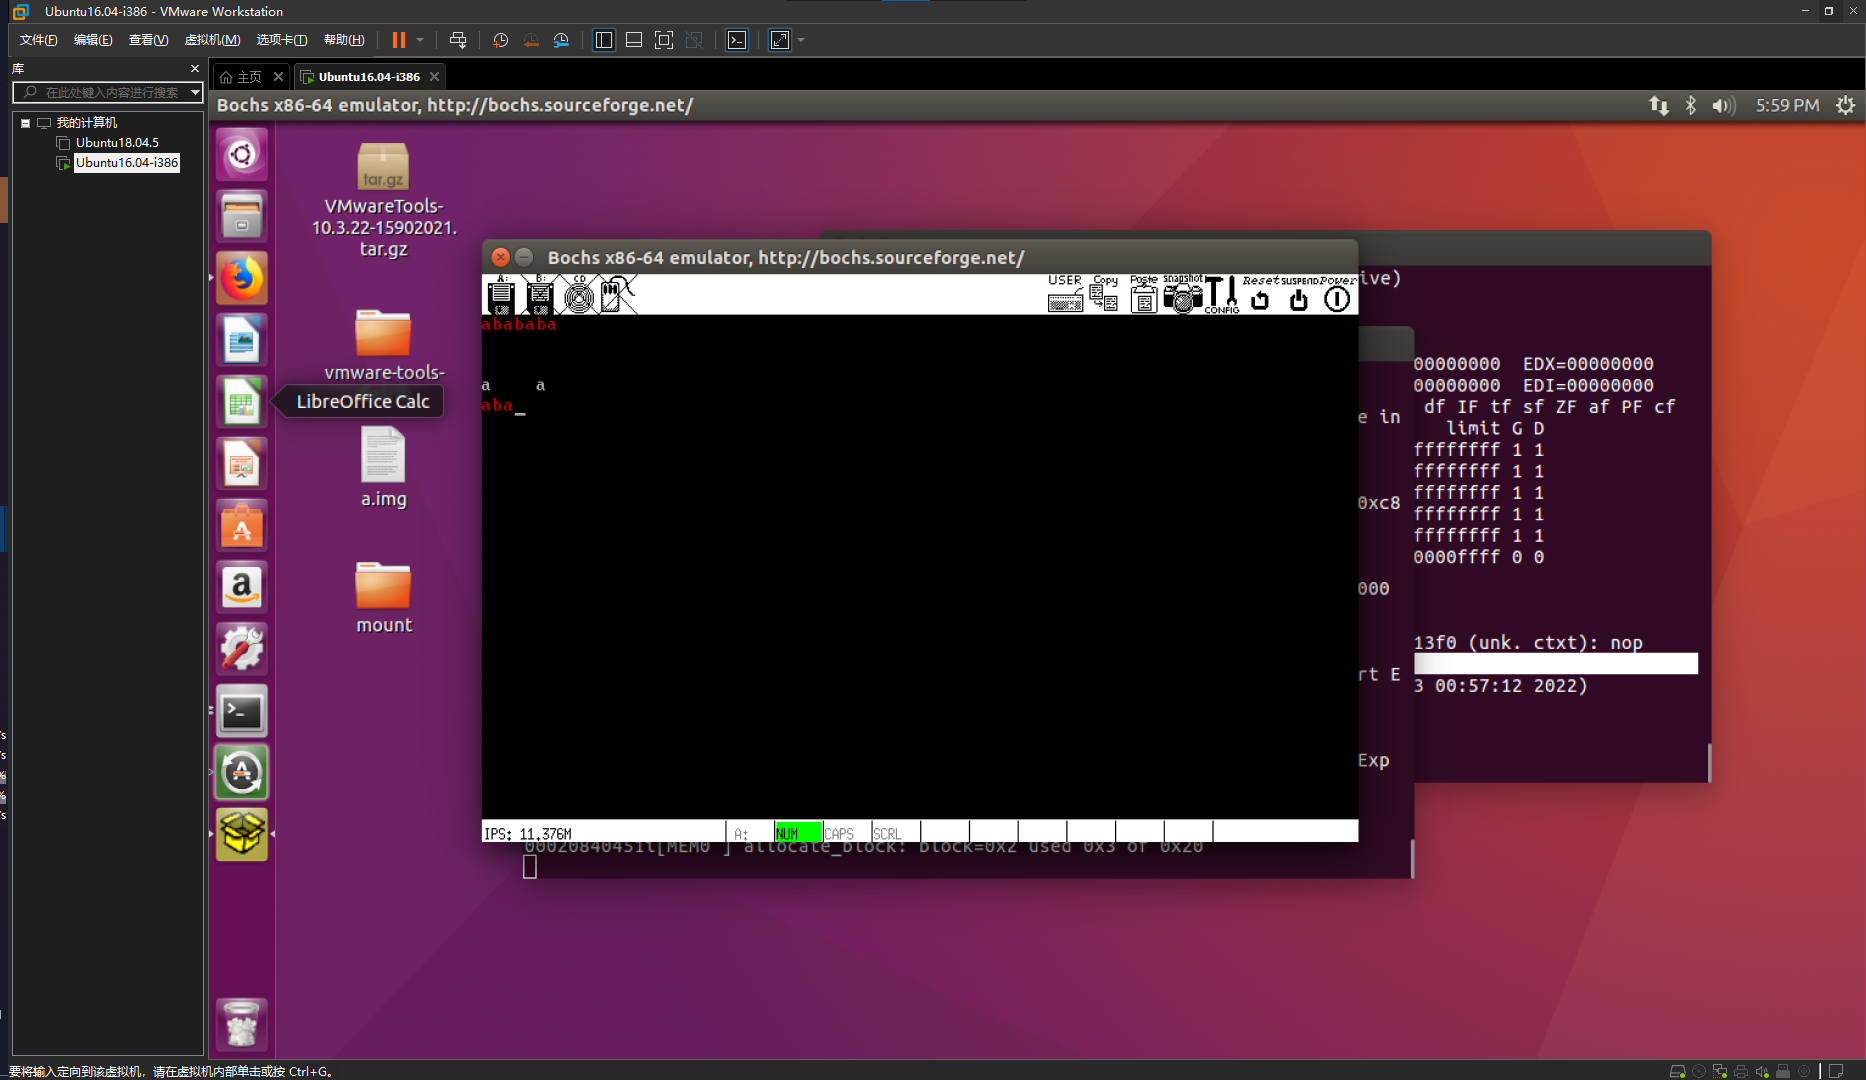 Ubuntu16.04-i386 - VMware Workstation
文件(F) 编辑(E) 查看(V) 虚拟机(M) 选项卡(T) 帮助(H)
库
在此处键入内容进行搜索
我的计算机
Ubuntu18.04.5
Ubuntu16.04-i386
主页 Ubuntu16.04-i386
Bochs x86-64 emulator, http://bochs.sourceforge.net/ 5:59 PM
tar.gz
VMwareTools-
10.3.22-15902021.
tar.gz
vmware-tools-
LibreOffice Calc
a.img
mount
Bochs x86-64 emulator, http://bochs.sourceforge.net/
A: B: CD USER Copy Paste snapshot CONFIG Reset SUSPEND Power
abababa
a a
aba_
IPS: 11.376M A: NUM CAPS SCRL
00020840451i[MEM0 ] allocate_block: block=0x2 used 0x3 of 0x20
ive)
00000000 EDX=00000000
00000000 EDI=00000000
df IF tf sf ZF af PF cf
limit G D
ffffffff 1 1
ffffffff 1 1
ffffffff 1 1
ffffffff 1 1
ffffffff 1 1
0000ffff 0 0
13f0 (unk. ctxt): nop
3 00:57:12 2022)
e in
0xc8
000
rt E
Exp
要将输入定向到该虚拟机，请在虚拟机内部单击或按 Ctrl+G。